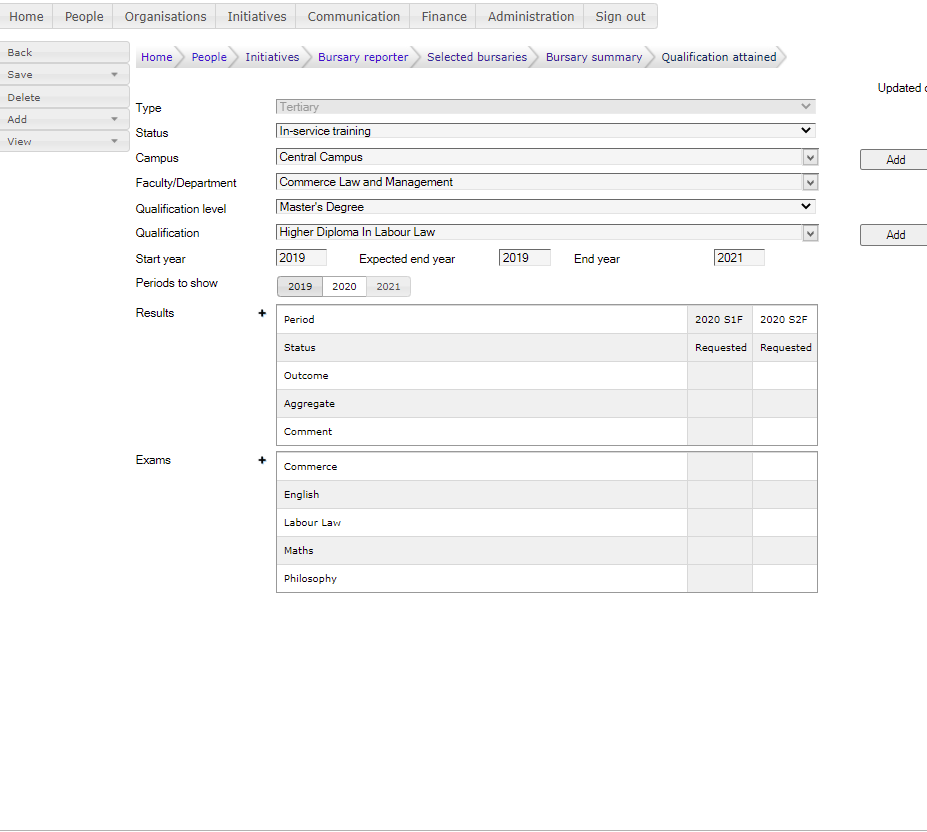 Home People Organisations Initiatives Communication Finance Administration Sign out
Back
Save
Delete
Add
View
Home People Initiatives Bursary reporter Selected bursaries Bursary summary Qualification attained
Updated
Type Tertiary
Status In-service training
Campus Central Campus Add
Faculty/Department Commerce Law and Management
Qualification level Master's Degree
Qualification Higher Diploma In Labour Law Add
Start year 2019 Expected end year 2019 End year 2021
Periods to show 2019 2020 2021
Results + Period 2020 S1F 2020 S2F
Status Requested Requested
Outcome
Aggregate
Comment
Exams + Commerce
English
Labour Law
Maths
Philosophy